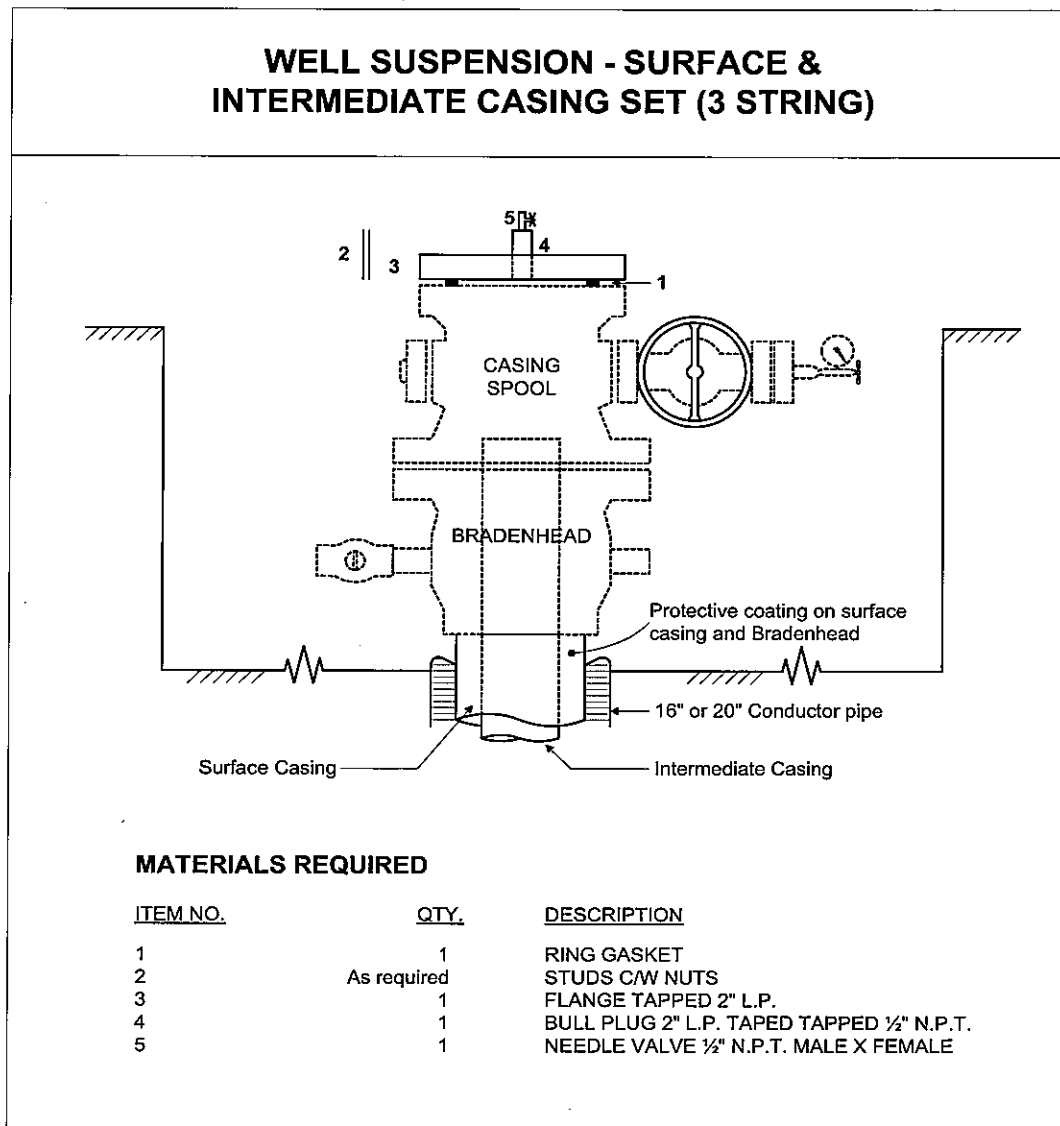 WELL SUSPENSION - SURFACE &
INTERMEDIATE CASING SET (3 STRING)
5
2
3
4
1
CASING
SPOOL
BRADENHEAD
Protective coating on surface
casing and Bradenhead
16" or 20" Conductor pipe
Surface Casing
Intermediate Casing
MATERIALS REQUIRED
ITEM NO. QTY. DESCRIPTION
1 1 RING GASKET
2 As required STUDS C/W NUTS
3 1 FLANGE TAPPED 2" L.P.
4 1 BULL PLUG 2" L.P. TAPED TAPPED ½" N.P.T.
5 1 NEEDLE VALVE ½" N.P.T. MALE X FEMALE